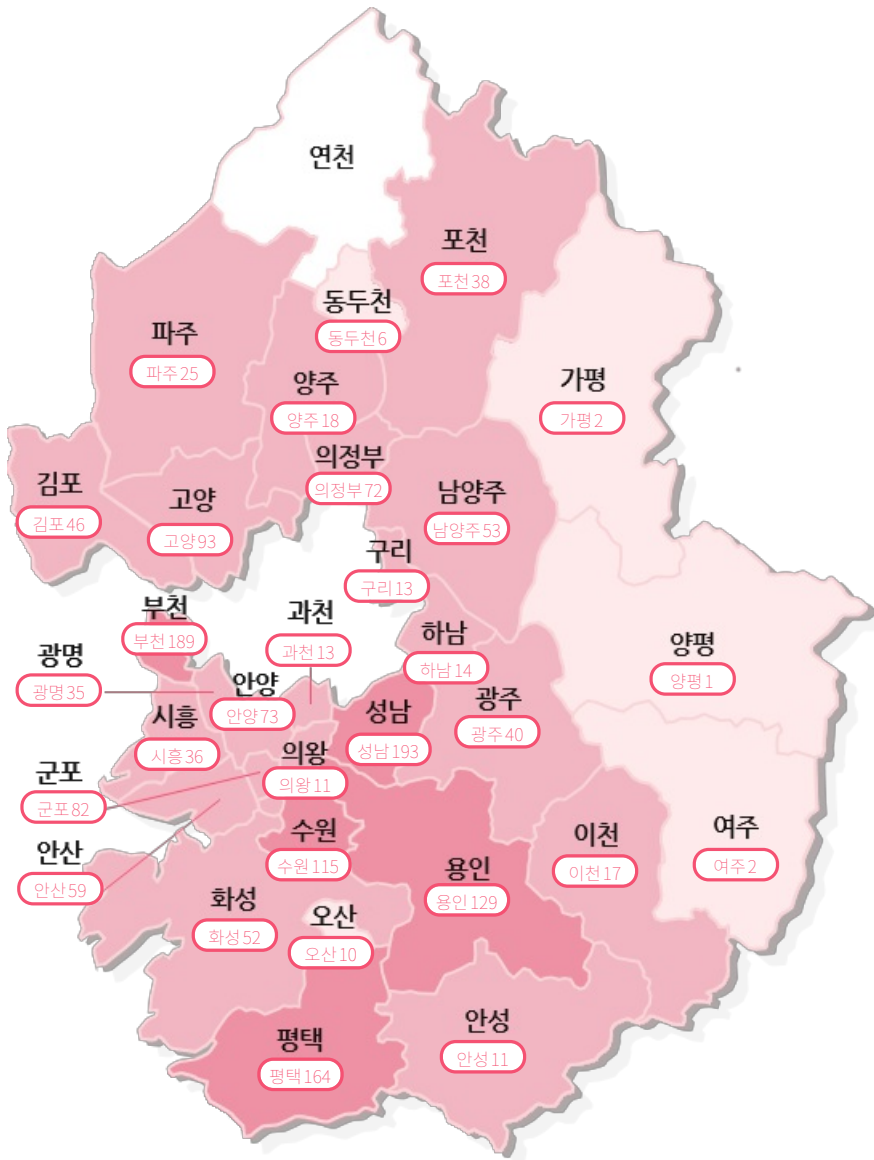 연천
포천
포천38
동두천
동두천6
파주
파주25
양주
양주18
가평
가평2
의정부
의정부72
김포
김포46
고양
고양93
남양주
남양주53
구리
구리13
부천
부천189
과천
과천13
하남
하남14
양평
양평1
광명
광명35
안양
안양73
시흥
시흥36
성남
성남193
광주
광주40
의왕
의왕11
군포
군포82
수원
수원115
이천
이천17
여주
여주2
안산
안산59
용인
용인129
화성
화성52
오산
오산10
안성
안성11
평택
평택164